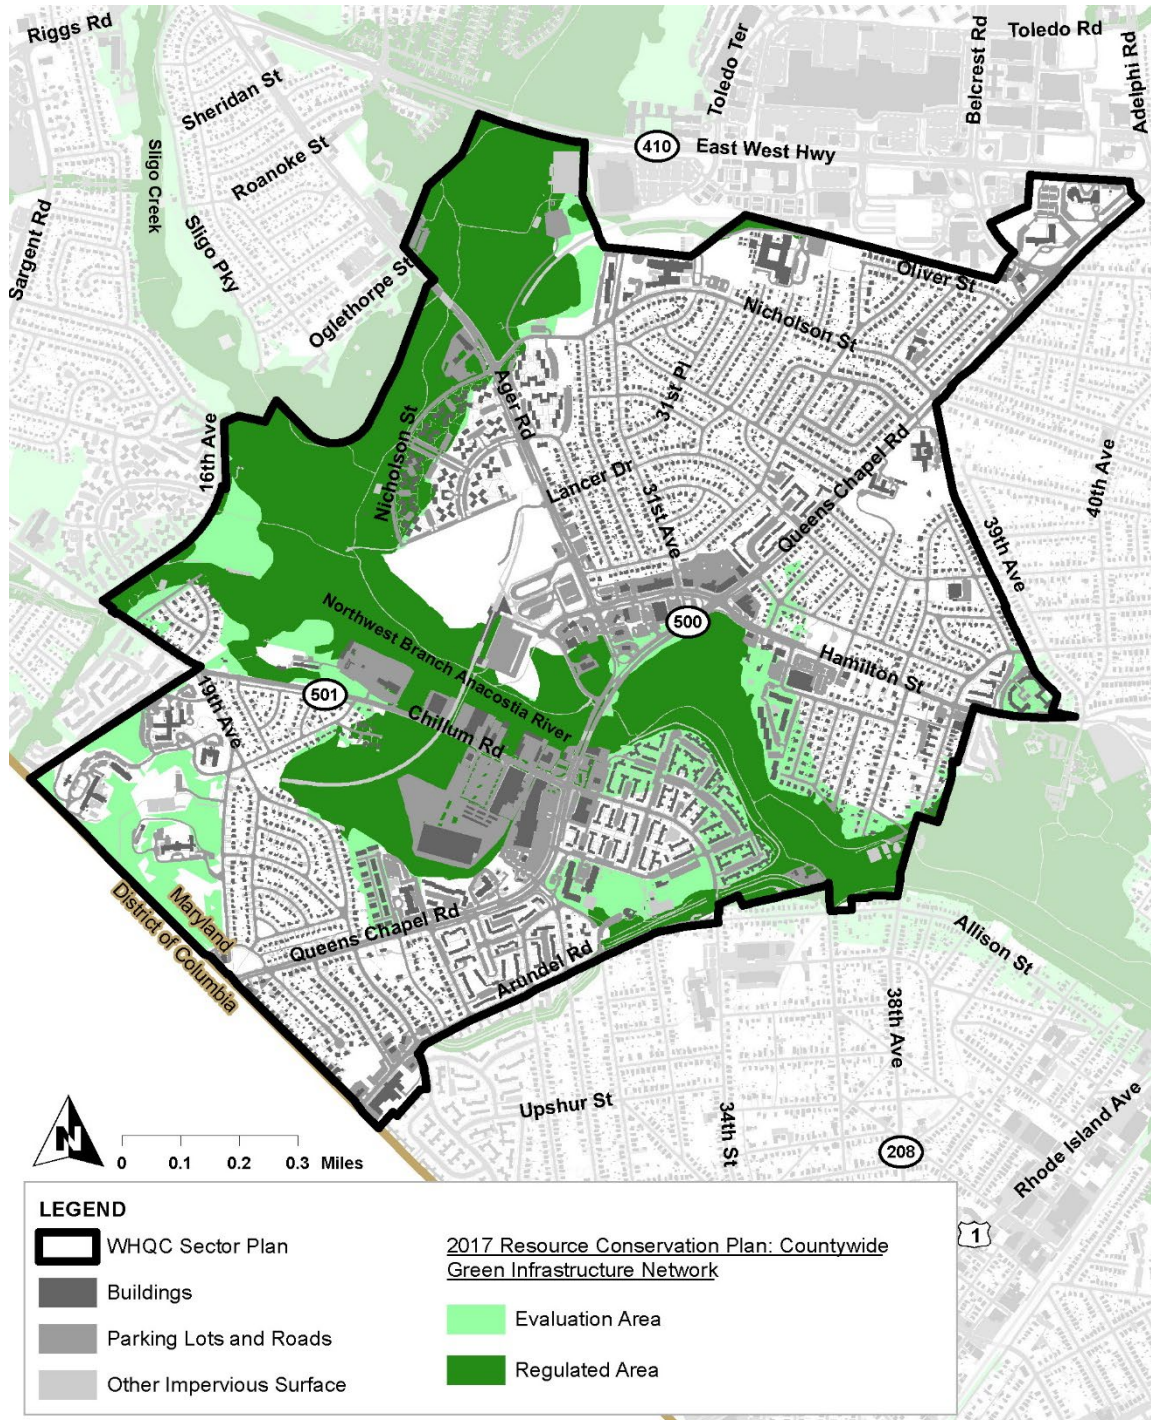 Riggs Rd
Toledo Ter
Belcrest Rd
Toledo Rd
Adelphi Rd
Sheridan St
Roanoke St
Sligo Creek
410
East West Hwy
Sargent Rd
Sligo Pky
Oglethorpe St
Oliver St
Nicholson St
Ager Rd
31st Pl
16th Ave
Nicholson St
Lancer Dr
31st Ave
Queens Chapel Rd
40th Ave
39th Ave
Northwest Branch Anacostia River
500
Hamilton St
19th Ave
501
Chillum Rd
Maryland
District of Columbia
Queens Chapel Rd
Arundel Rd
Allison St
38th Ave
34th St
Upshur St
208
Rhode Island Ave
1
N
0 0.1 0.2 0.3 Miles
LEGEND
WHQC Sector Plan
Buildings
Parking Lots and Roads
Other Impervious Surface
2017 Resource Conservation Plan: Countywide
Green Infrastructure Network
Evaluation Area
Regulated Area